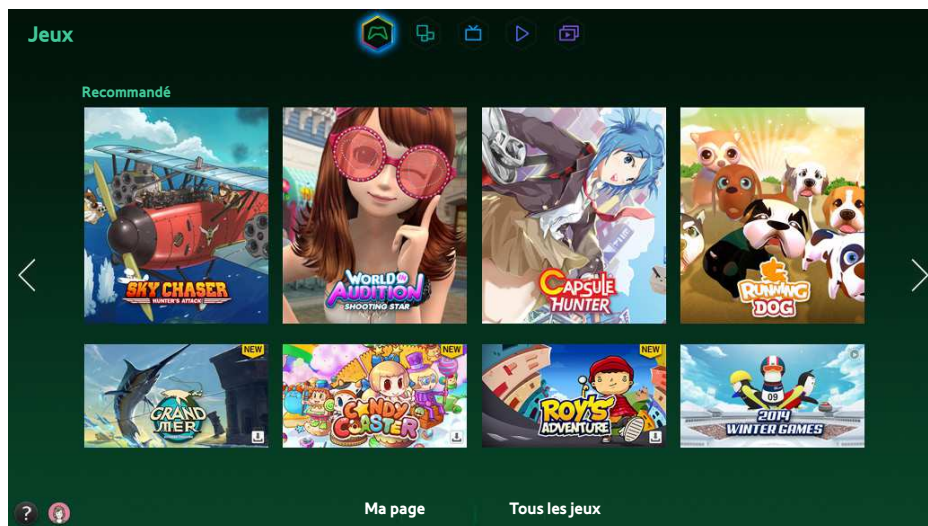 Jeux
Recommandé
SKY CHASER
HUNTER'S ATTACK
WORLD IN
AUDITION
SHOOTING STAR
CAPSULE
HUNTER
RUNNING
DOG
NEW
GRAND
MER
NEW
CANDY
COASTER
NEW
ROY'S
ADVENTURE
09
2014
WINTER GAMES
?
Ma page
Tous les jeux